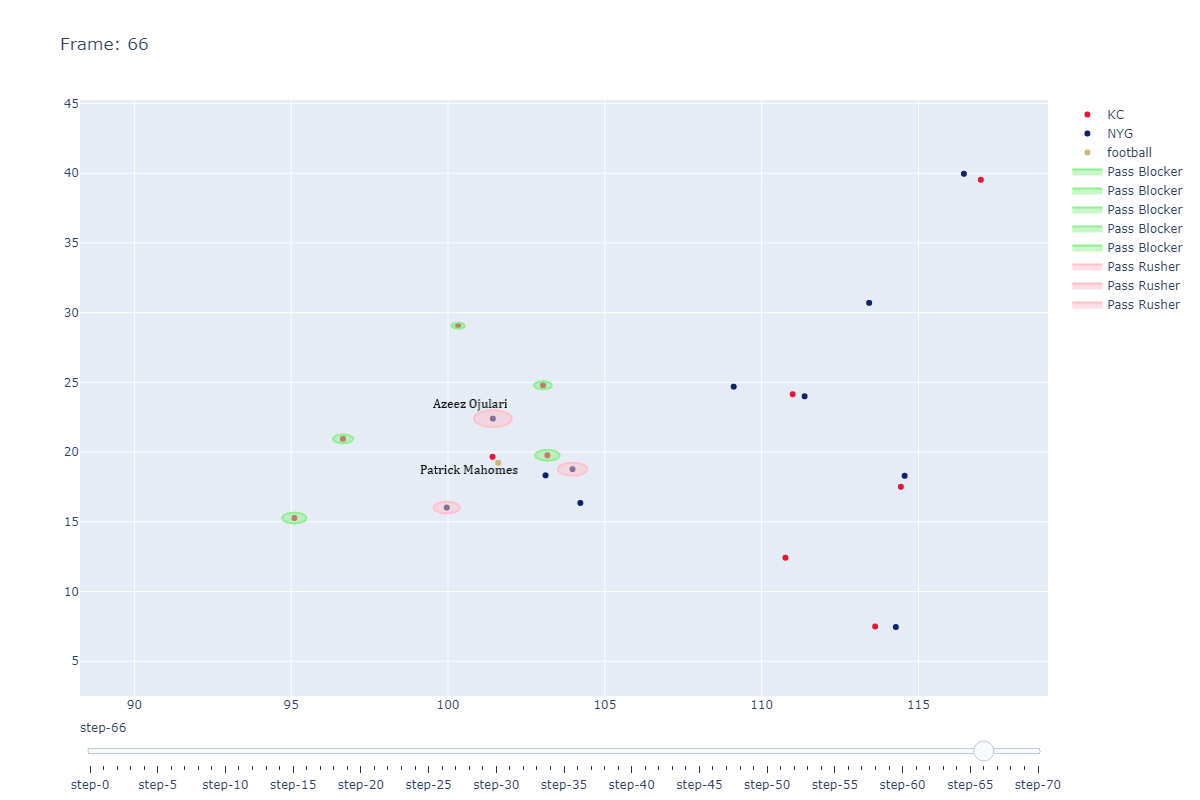 Frame: 66
45
40
35
30
25
20
15
10
5
90
95
100
105
110
115
Azeez Ojulari
Patrick Mahomes
KC
NYG
football
Pass Blocker
Pass Blocker
Pass Blocker
Pass Blocker
Pass Blocker
Pass Rusher
Pass Rusher
Pass Rusher
step-66
step-0 step-5 step-10 step-15 step-20 step-25 step-30 step-35 step-40 step-45 step-50 step-55 step-60 step-65 step-70